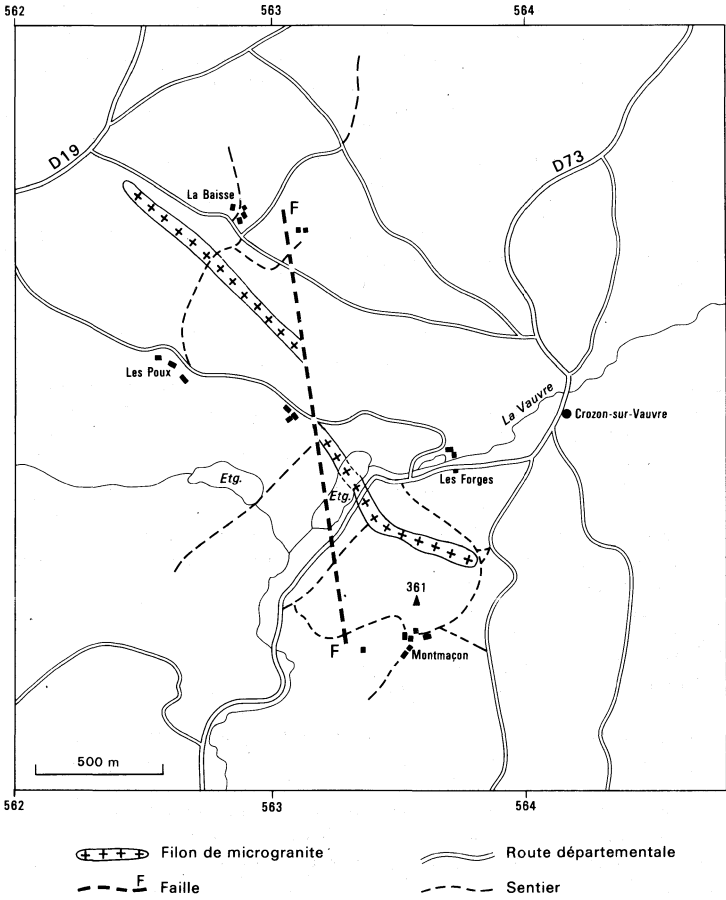 562 563 564
D19
D73
La Baisse
F
Les Poux
La Vauvre
Crozon-sur-Vauvre
Etg.
Etg.
Les Forges
361
F
Montmaçon
500 m
562 563 564
Filon de microgranite
Route départementale
F
Faille
Sentier